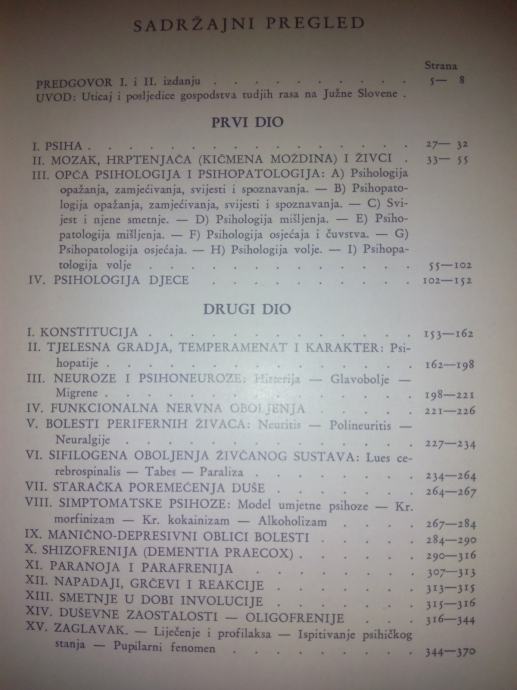 SADRŽAJNI PREGLED
Strana
PREDGOVOR I. i II. izdanju . . . . . . . . . 5— 8
UVOD: Uticaj i posljedice gospodstva tudjih rasa na Južne Slovene .
PRVI DIO
I. PSIHA . . . . . . . . . . . . . 27— 32
II. MOZAK, HRPTENJAČA (KIČMENA MOŽDINA) I ŽIVCI . 33— 55
III. OPĆA PSIHOLOGIJA I PSIHOPATOLOGIJA: A) Psihologija
opažanja, zamjećivanja, svijesti i spoznavanja. — B) Psihopato-
logija opažanja, zamjećivanja, svijesti i spoznavanja. — C) Svi-
jest i njene smetnje. — D) Psihologija mišljenja. — E) Psiho-
patologija mišljenja. — F) Psihologija osjećaja i čuvstva. — G)
Psihopatologija osjećaja. — H) Psihologija volje. — I) Psihopa-
tologija volje . . . . . . . . . . . 55—102
IV. PSIHOLOGIJA DJECE . . . . . . . . . 102—152
DRUGI DIO
I. KONSTITUCIJA . . . . . . . . . . . 153—162
II. TJELESNA GRADJA, TEMPERAMENAT I KARAKTER: Psi-
hopatije . . . . . . . . . . . . 162—198
III. NEUROZE I PSIHONEUROZE: Histerija — Glavobolje —
Migrene . . . . . . . . . . . . 198—221
IV. FUNKCIONALNA NERVNA OBOLJENJA . . . . 221—226
V. BOLESTI PERIFERNIH ŽIVACA: Neuritis — Polineuritis —
Neuralgije . . . . . . . . . . . 227—234
VI. SIFILOGENA OBOLJENJA ŽIVČANOG SUSTAVA: Lues ce-
rebrospinalis — Tabes — Paraliza . . . . . . 234—264
VII. STARAČKA POREMEĆENJA DUŠE . . . . . . 264—267
VIII. SIMPTOMATSKE PSIHOZE: Model umjetne psihoze — Kr.
morfinizam — Kr. kokainizam — Alkoholizam . . . 267—284
IX. MANIČNO-DEPRESIVNI OBLICI BOLESTI . . . . 284—290
X. SHIZOFRENIJA (DEMENTIA PRAECOX) . . . . . 290—316
XI. PARANOJA I PARAFRENIJA . . . . . . . 307—313
XII. NAPADAJI, GRČEVI I REAKCIJE . . . . . . 313—315
XIII. SMETNJE U DOBI INVOLUCIJE . . . . . . 315—316
XIV. DUŠEVNE ZAOSTALOSTI — OLIGOFRENIJE . . . 316—344
XV. ZAGLAVAK. — Liječenje i profilaksa — Ispitivanje psihičkog
stanja — Pupilarni fenomen . . . . . . . 344—370